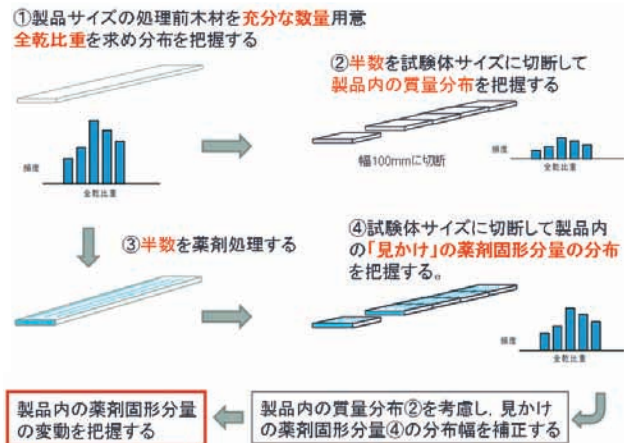 ①製品サイズの処理前木材を充分な数量用意
全乾比重を求め分布を把握する
②半数を試験体サイズに切断して
製品内の質量分布を把握する
頻度
全乾比重
幅100mmに切断
頻度
全乾比重
③半数を薬剤処理する
④試験体サイズに切断して製品内
の「見かけ」の薬剤固形分量の分布
を把握する。
頻度
全乾比重
製品内の薬剤固形分量
の変動を把握する
製品内の質量分布②を考慮し，見かけ
の薬剤固形分量④の分布幅を補正する